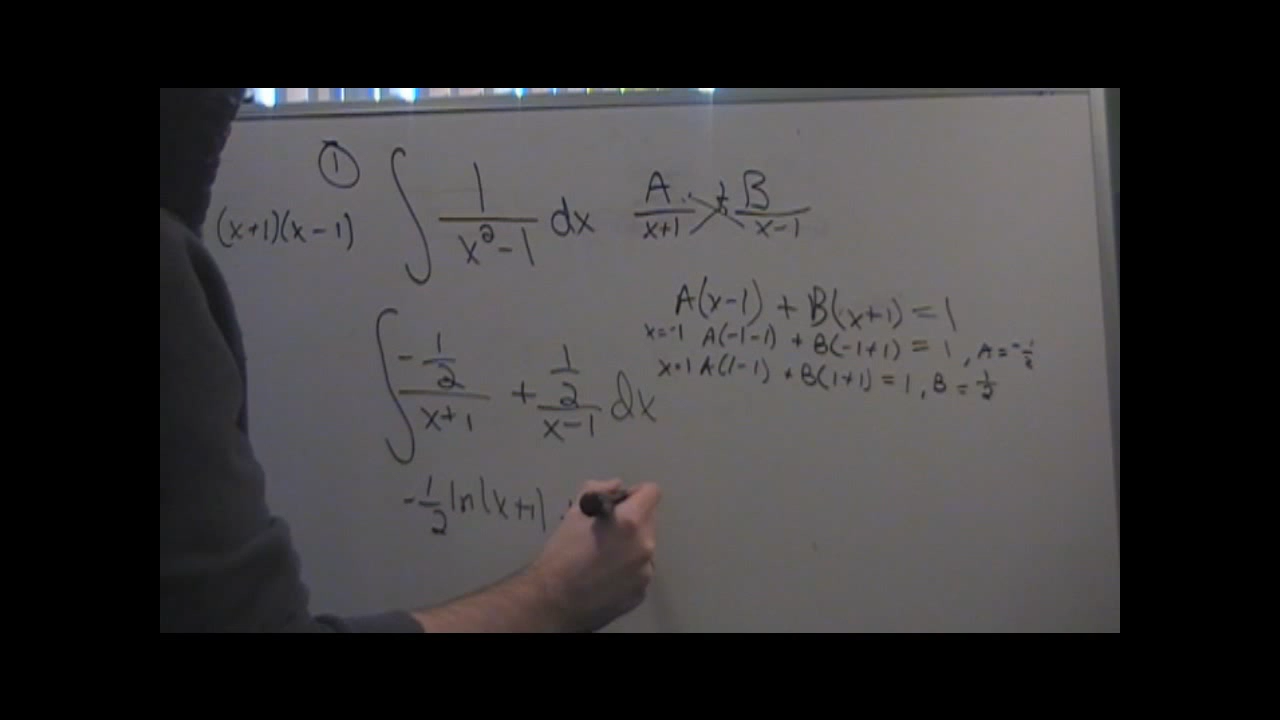 ① ∫ 1/(x²-1) dx A/(x+1) + B/(x-1)
(x+1)(x-1)
A(x-1) + B(x+1) = 1
x=-1 A(-1-1) + B(-1+1) = 1, A = -1/2
x=1 A(1-1) + B(1+1) = 1, B = 1/2
∫ (-1/2)/(x+1) + (1/2)/(x-1) dx
-1/2 ln|x+1|